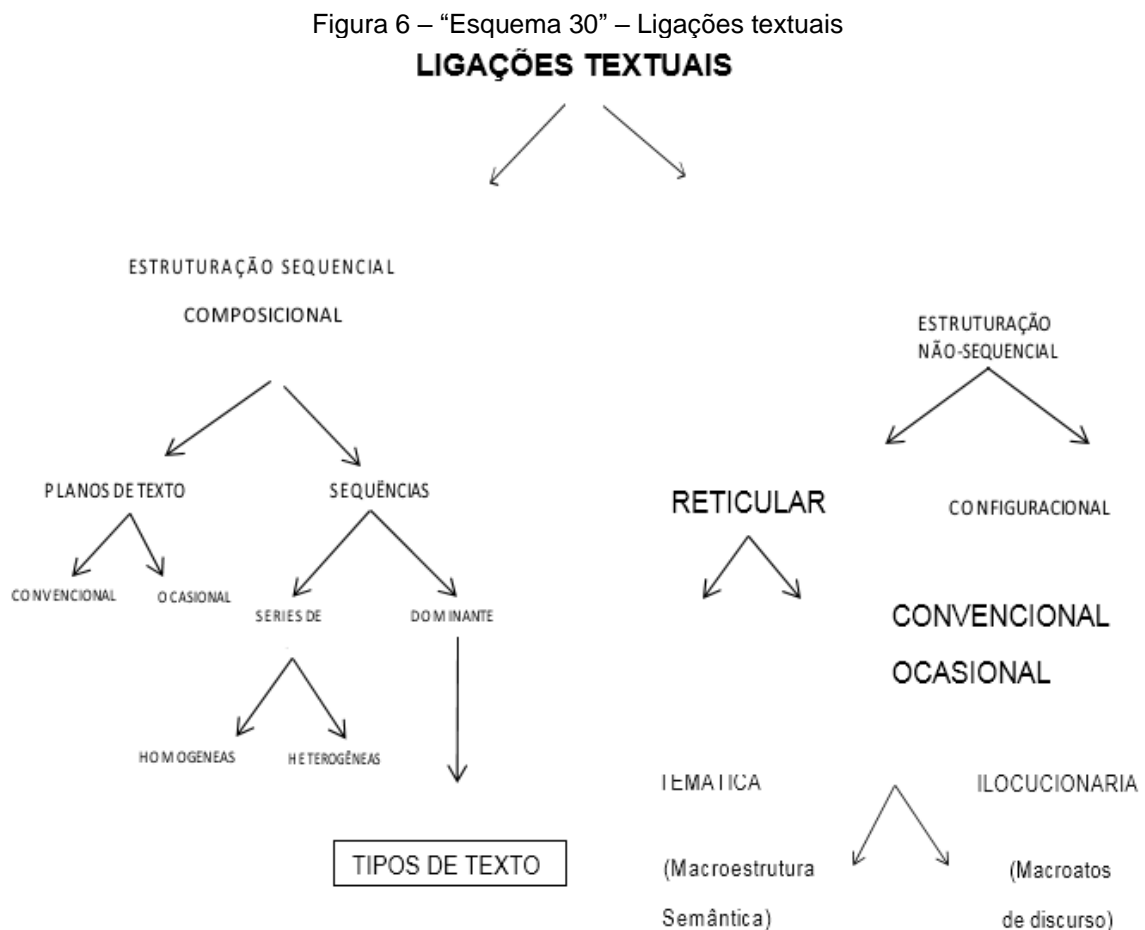 Figura 6 – “Esquema 30” – Ligações textuais
LIGAÇÕES TEXTUAIS
ESTRUTURAÇÃO SEQUENCIAL
COMPOSICIONAL
ESTRUTURAÇÃO
NÃO-SEQUENCIAL
PLANOS DE TEXTO
SEQUÊNCIAS
RETICULAR
CONFIGURACIONAL
CONVENCIONAL
OCASIONAL
SERIES DE
DOMINANTE
CONVENCIONAL
OCASIONAL
HOMOGENEAS
HETEROGÊNEAS
TEMATICA
ILOCUCIONARIA
TIPOS DE TEXTO
(Macroestrutura
Semântica)
(Macroatos
de discurso)